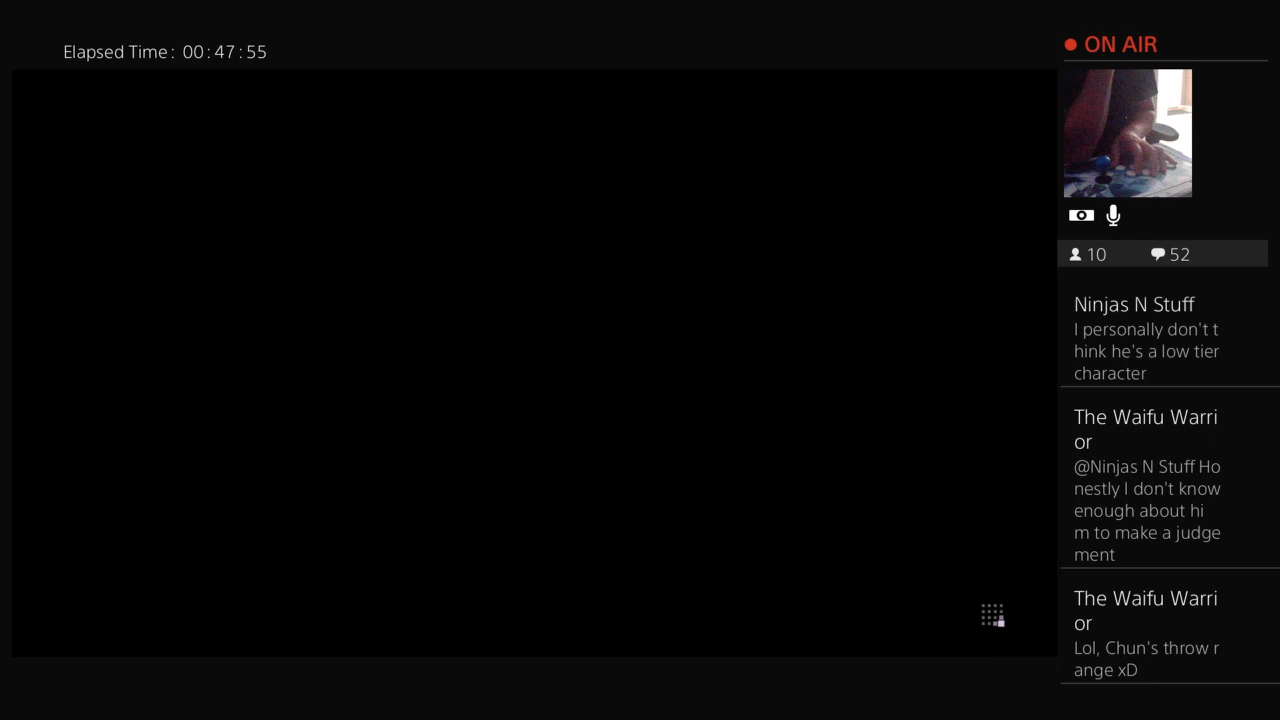 Elapsed Time: 00:47:55
ON AIR
10 52
Ninjas N Stuff
I personally don't t
hink he's a low tier
character
The Waifu Warri
or
@Ninjas N Stuff Ho
nestly I don't know
enough about hi
m to make a judge
ment
The Waifu Warri
or
Lol, Chun's throw r
ange xD